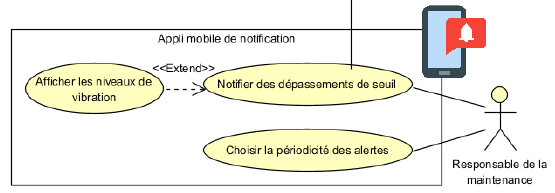 Appli mobile de notification
Afficher les niveaux de
vibration
<<Extend>>
Notifier des dépassements de seuil
Choisir la périodicité des alertes
Responsable de la
maintenance